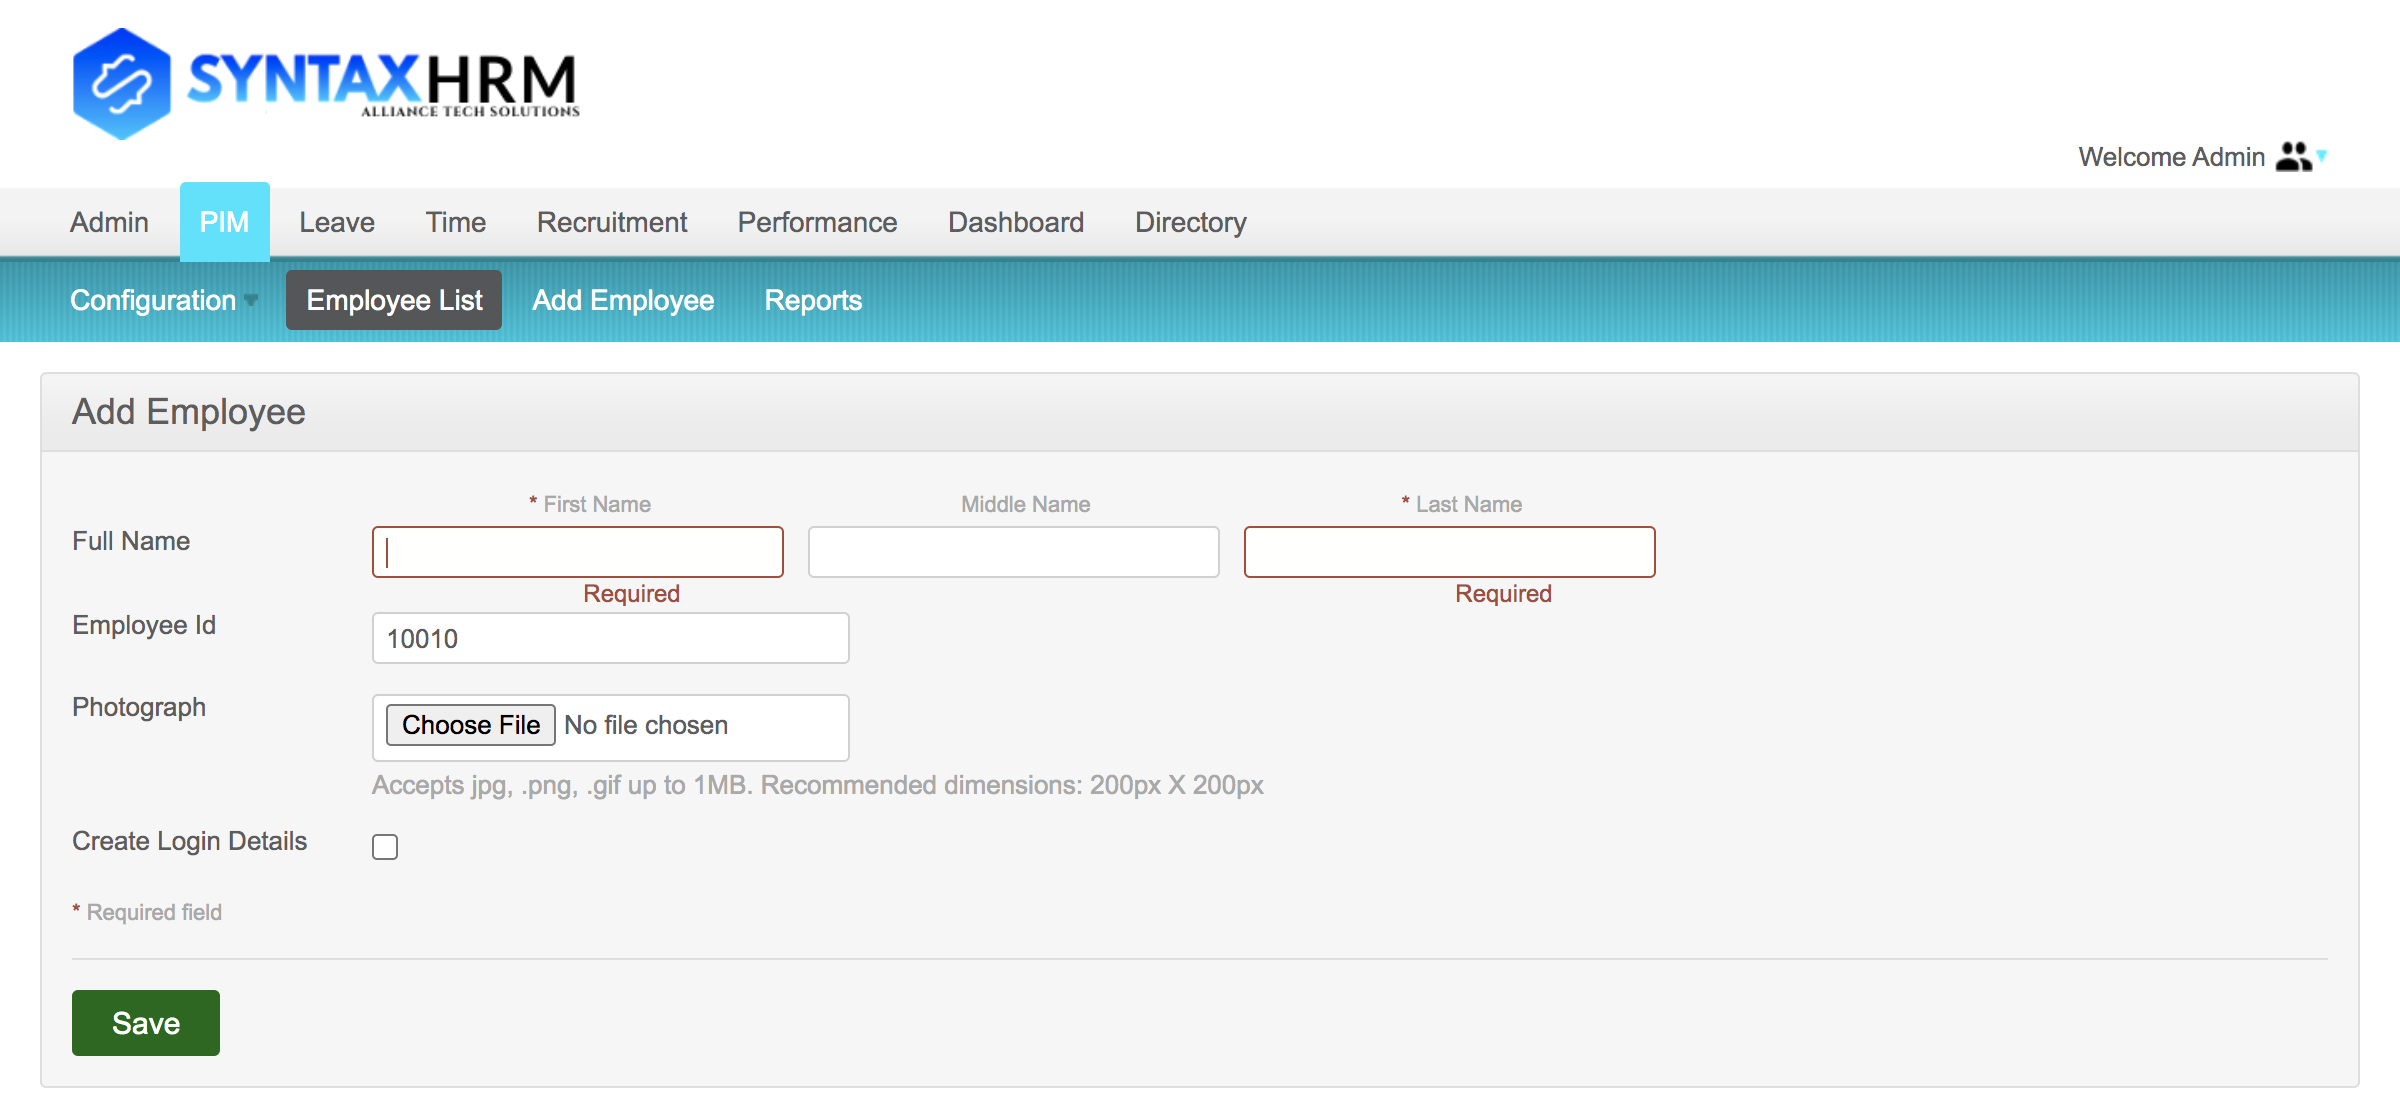 SYNTAXHRM
ALLIANCE TECH SOLUTIONS
Welcome Admin
Admin PIM Leave Time Recruitment Performance Dashboard Directory
Configuration Employee List Add Employee Reports
Add Employee
* First Name Middle Name * Last Name
Full Name
Required Required
Employee Id 10010
Photograph Choose File No file chosen
Accepts jpg, .png, .gif up to 1MB. Recommended dimensions: 200px X 200px
Create Login Details
* Required field
Save